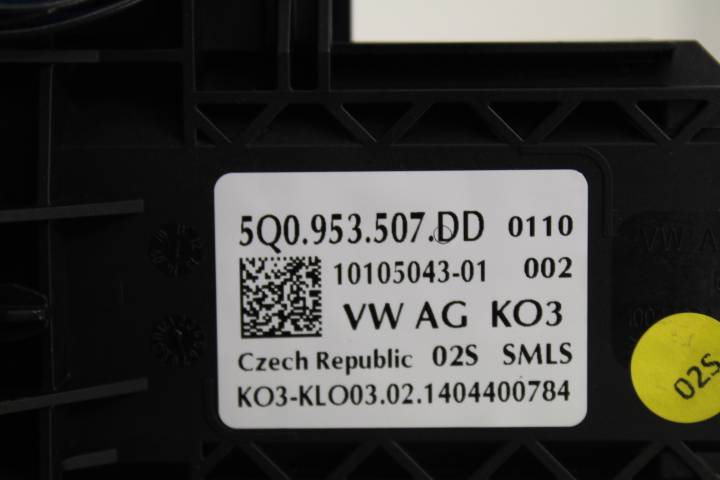 5Q0.953.507.DD 0110
10105043-01 002
VW AG KO3
Czech Republic 02S SMLS
KO3-KLO03.02.1404400784
02S
VW A